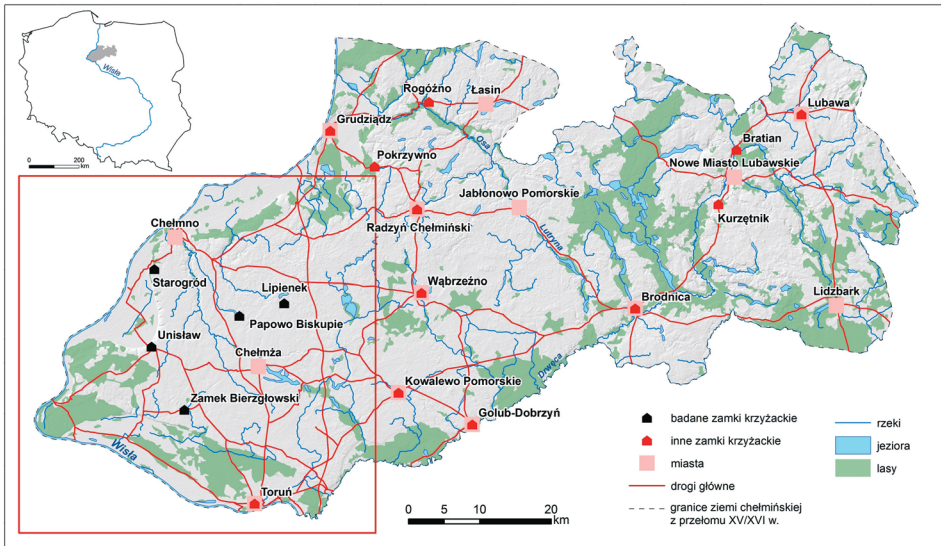 Wisła
0
200
km
Rogóźno
Łasin
Grudziądz
Osa
Lubawa
Bratian
Pokrzywno
Nowe Miasto Lubawskie
Jabłonowo Pomorskie
Chełmno
Radzyń Chełmiński
Kurzętnik
Lutryna
Starogród
Lipienek
Wąbrzeźno
Lidzbark
Brodnica
Papowo Biskupie
Unisław
Chełmża
Drwęca
Kowalewo Pomorskie
Zamek Bierzgłowski
Golub-Dobrzyń
Wisła
Toruń
0 5 10 20
km
badane zamki krzyżackie
inne zamki krzyżackie
miasta
drogi główne
granice ziemi chełmińskiej
z przełomu XV/XVI w.
rzeki
jeziora
lasy